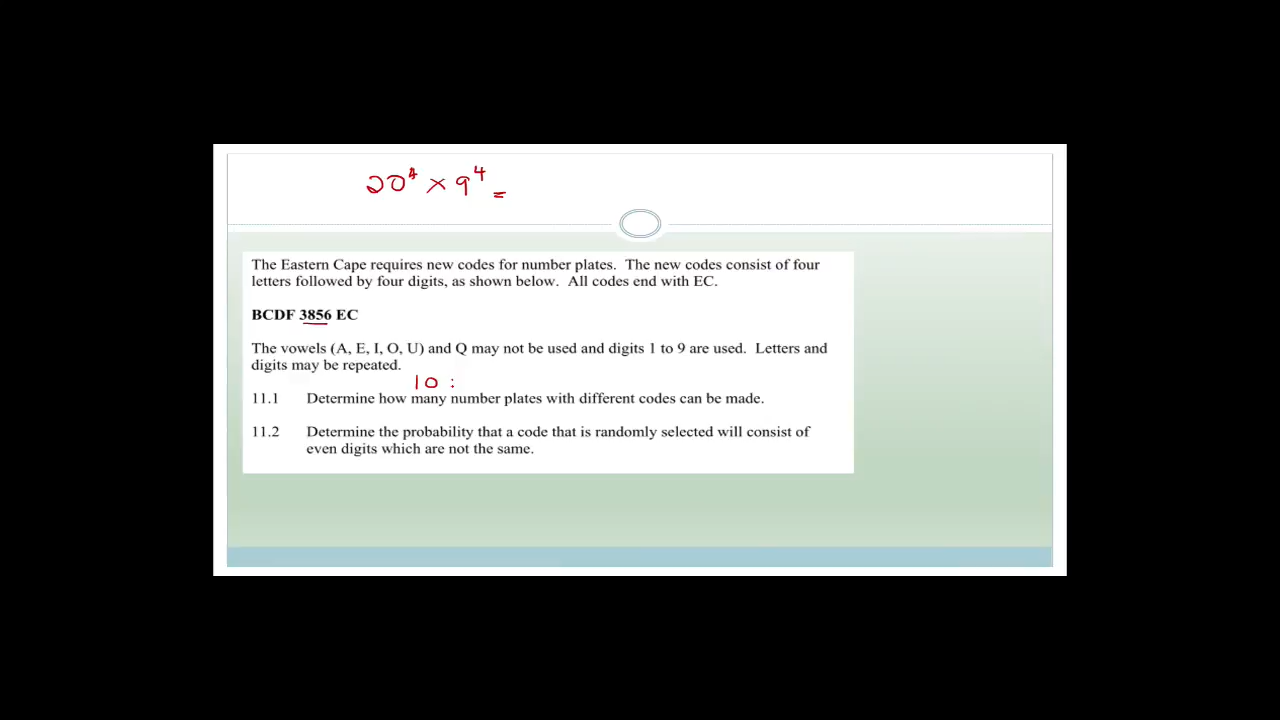 20⁴ × 9⁴ =
The Eastern Cape requires new codes for number plates. The new codes consist of four
letters followed by four digits, as shown below. All codes end with EC.
BCDF 3856 EC
The vowels (A, E, I, O, U) and Q may not be used and digits 1 to 9 are used. Letters and
digits may be repeated.
10 :
11.1 Determine how many number plates with different codes can be made.
11.2 Determine the probability that a code that is randomly selected will consist of
even digits which are not the same.